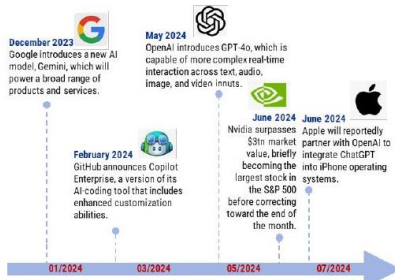 December 2023
Google introduces a new AI
model, Gemini, which will
power a broad range of
products and services.
February 2024
GitHub announces Copilot
Enterprise, a version of its
AI-coding tool that includes
enhanced customization
abilities.
May 2024
OpenAI introduces GPT-4o, which is
capable of more complex real-time
interaction across text, audio,
image, and video inputs.
June 2024
Nvidia surpasses
$3tn market
value, briefly
becoming the
largest stock in
the S&P 500
before correcting
toward the end of
the month.
June 2024
Apple will reportedly
partner with OpenAI to
integrate ChatGPT
into iPhone operating
systems.
01/2024
03/2024
05/2024
07/2024